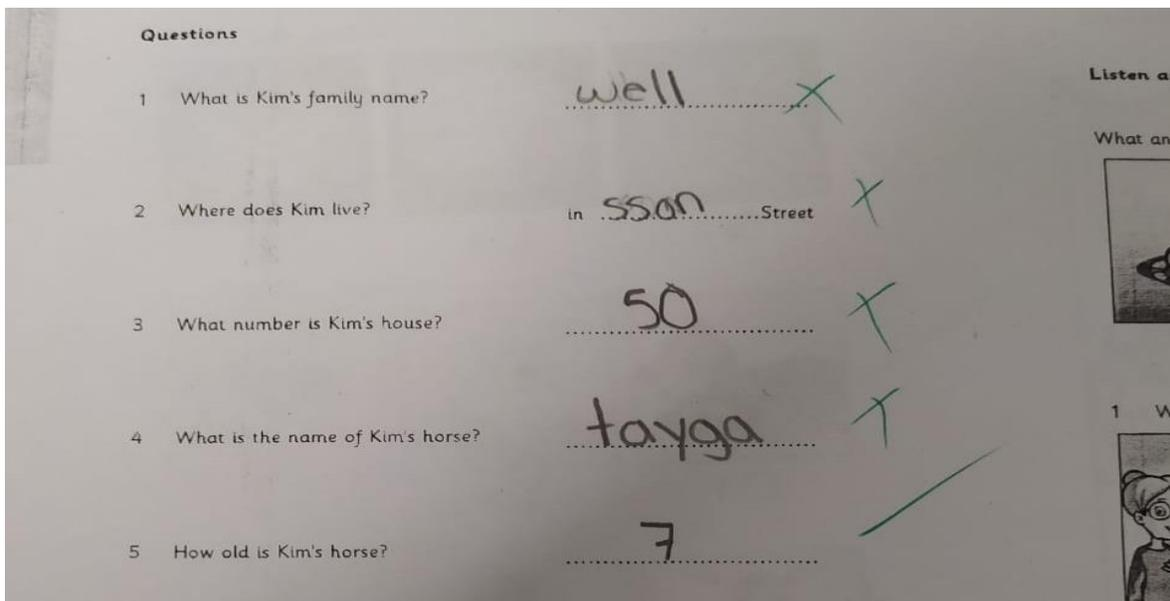 Questions
Listen a
1 What is Kim's family name? well
What an
2 Where does Kim live? in ssan Street
3 What number is Kim's house? 50
1 W
4 What is the name of Kim's horse? tayga
5 How old is Kim's horse? 7